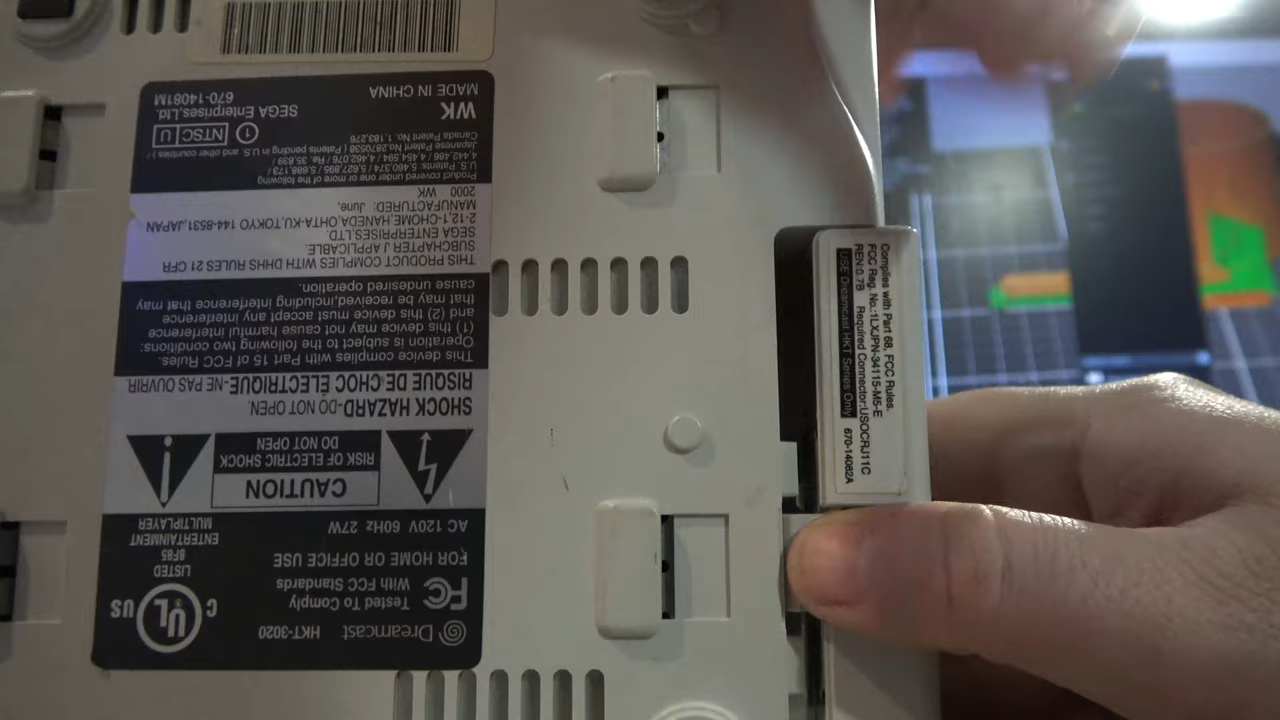 Dreamcast HKT-3020
Tested To Comply
With FCC Standards
FOR HOME OR OFFICE USE
AC 120V 60Hz 27W
C UL US
LISTED
8F85
ENTERTAINMENT
MULTIPLAYER
CAUTION
RISK OF ELECTRIC SHOCK
DO NOT OPEN
SHOCK HAZARD-DO NOT OPEN.
RISQUE DE CHOC ÉLECTRIQUE-NE PAS OUVRIR.
This device complies with Part 15 of FCC Rules.
Operation is subject to the following two conditions:
(1) this device may not cause harmful interference
and (2) this device must accept any interference
that may be received,including interference that may
cause undesired operation.
THIS PRODUCT COMPLIES WITH DHHS RULES 21 CFR
SUBCHAPTER J APPLICABLE.
SEGA ENTERPRISES,LTD.
2-12,1-CHOME,HANEDA,OHTA-KU,TOKYO 144-8531,JAPAN
MANUFACTURED: June,
2000 WK
Product covered under one or more of the following
U.S. Patents: 5,460,374 / 5,627,895 / 5,688,173 /
4,442,486 / 4,454,594 / 4,462,076 / Re. 35,839 /
Japanese Patent No. 2870538 ( Patents pending in U.S. and other countries ) /
Canada Patent No. 1,183,276
WK
MADE IN CHINA
1 NTSC U
SEGA Enterprises,Ltd.
670-14081M
Complies with Part 68, FCC Rules.
FCC Reg. No.:1LXJPN-34115-M5-E
REN:0.7B Required Connector:USOCRJ11C
USE Dreamcast HKT Series Only 670-14082A